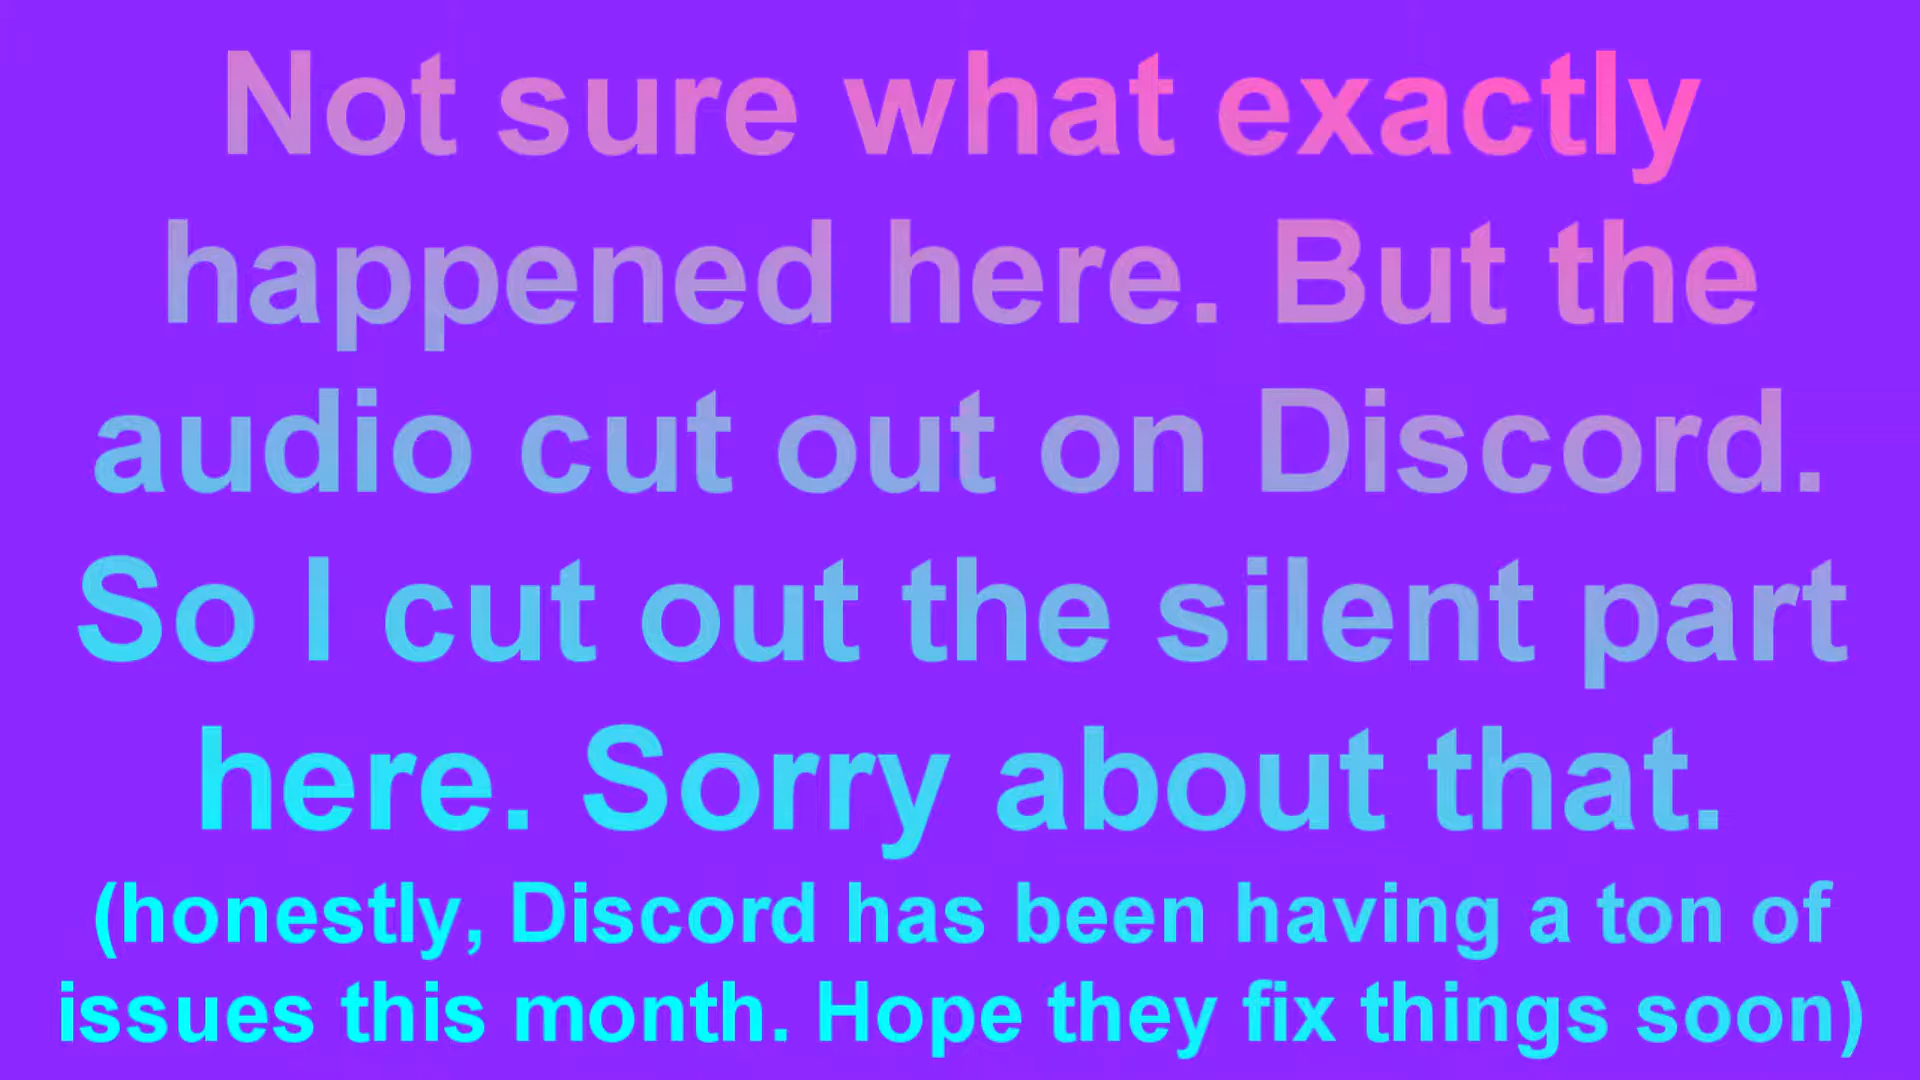 Not sure what exactly
happened here. But the
audio cut out on Discord.
So I cut out the silent part
here. Sorry about that.
(honestly, Discord has been having a ton of
issues this month. Hope they fix things soon)